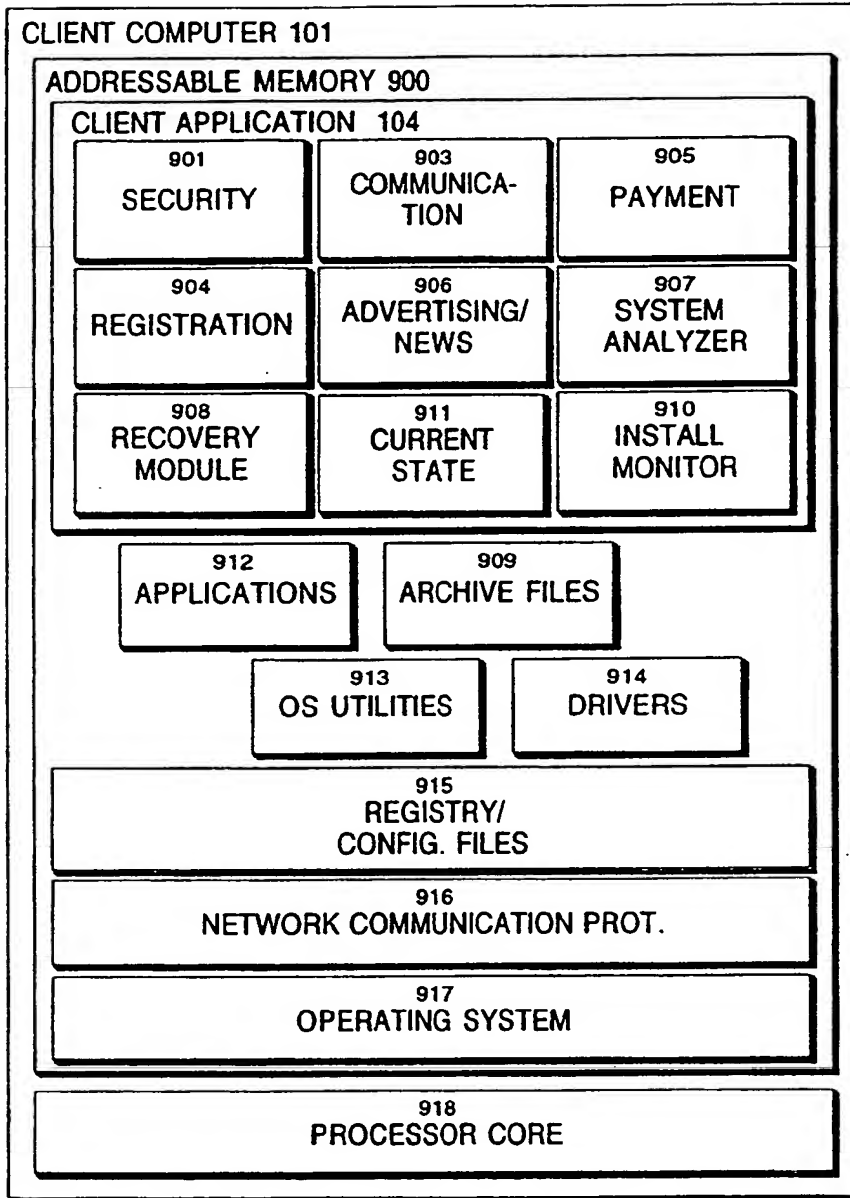 CLIENT COMPUTER 101
ADDRESSABLE MEMORY 900
CLIENT APPLICATION 104
901
SECURITY
903
COMMUNICA-
TION
905
PAYMENT
904
REGISTRATION
906
ADVERTISING/
NEWS
907
SYSTEM
ANALYZER
908
RECOVERY
MODULE
911
CURRENT
STATE
910
INSTALL
MONITOR
912
APPLICATIONS
909
ARCHIVE FILES
913
OS UTILITIES
914
DRIVERS
915
REGISTRY/
CONFIG. FILES
916
NETWORK COMMUNICATION PROT.
917
OPERATING SYSTEM
918
PROCESSOR CORE